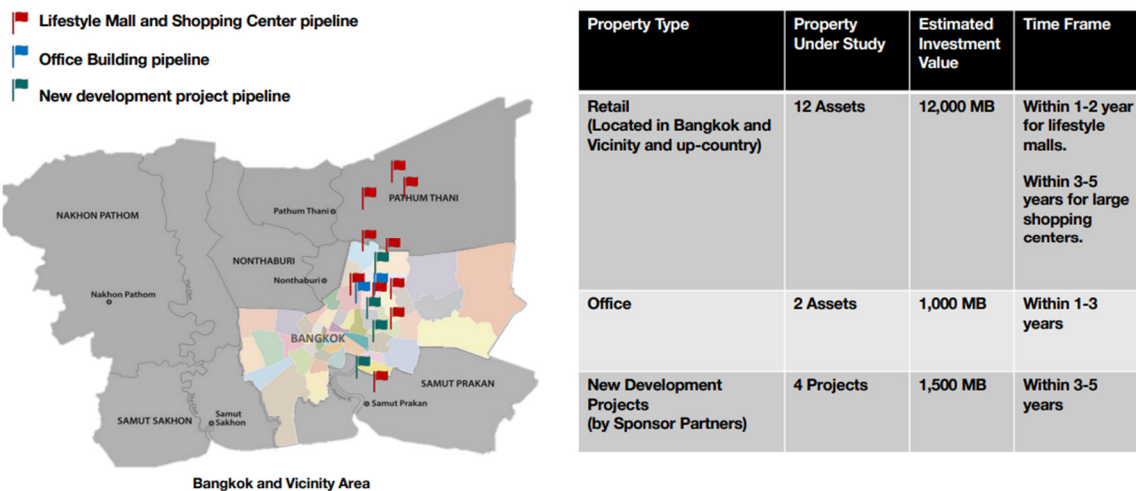 Lifestyle Mall and Shopping Center pipeline
Office Building pipeline
New development project pipeline
NAKHON PATHOM
Nakhon Pathom
PATHUM THANI
Pathum Thani
NONTHABURI
Nonthaburi
BANGKOK
SAMUT PRAKAN
Samut Prakan
SAMUT SAKHON
Samut
Sakhon
Bangkok and Vicinity Area
Property Type
Property
Under Study
Estimated
Investment
Value
Time Frame
Retail
(Located in Bangkok and
Vicinity and up-country)
12 Assets
12,000 MB
Within 1-2 year
for lifestyle
malls.
Within 3-5
years for large
shopping
centers.
Office
2 Assets
1,000 MB
Within 1-3
years
New Development
Projects
(by Sponsor Partners)
4 Projects
1,500 MB
Within 3-5
years